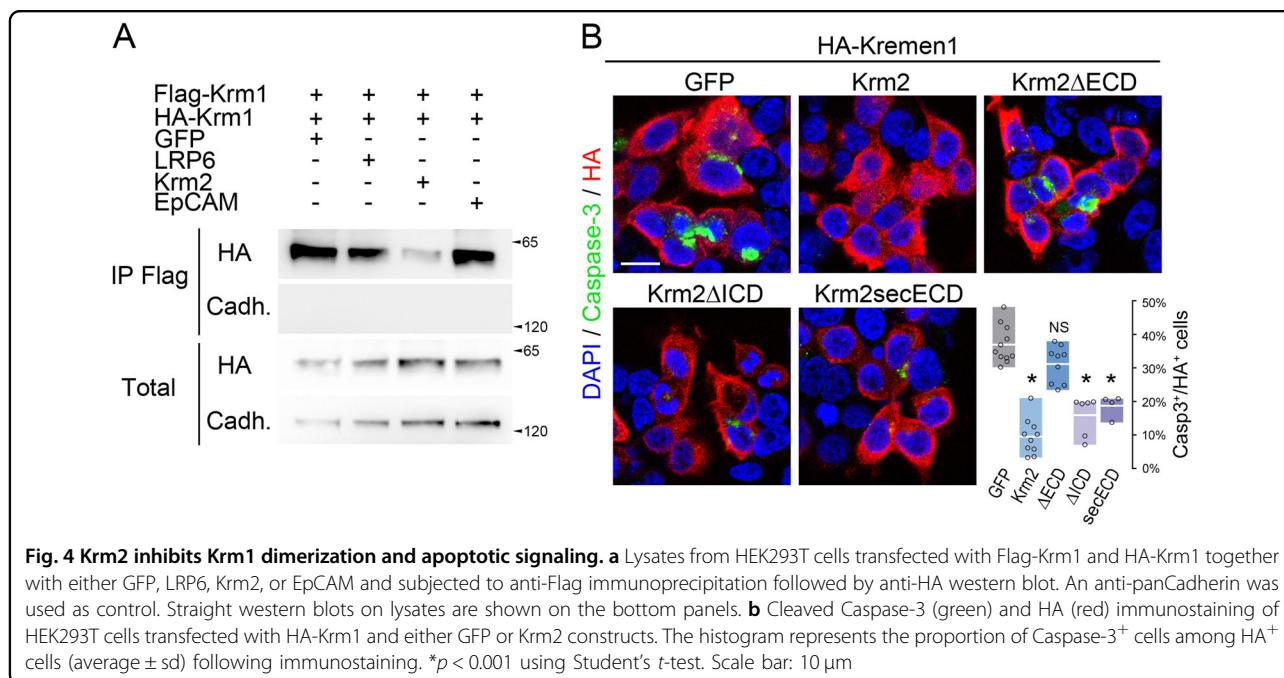 A
Flag-Krm1 + + + +
HA-Krm1 + + + +
GFP + - - -
LRP6 - + - -
Krm2 - - + -
EpCAM - - - +
IP Flag
HA
65
Cadh.
120
Total
HA
65
Cadh.
120
B
HA-Kremen1
GFP
Krm2
Krm2ΔECD
Krm2ΔICD
Krm2secECD
DAPI / Caspase-3 / HA
NS
* * *
50%
40%
30%
20%
10%
0%
Casp3⁺/HA⁺ cells
GFP
Krm2
ΔECD
ΔICD
secECD
Fig. 4 Krm2 inhibits Krm1 dimerization and apoptotic signaling. a Lysates from HEK293T cells transfected with Flag-Krm1 and HA-Krm1 together
with either GFP, LRP6, Krm2, or EpCAM and subjected to anti-Flag immunoprecipitation followed by anti-HA western blot. An anti-panCadherin was
used as control. Straight western blots on lysates are shown on the bottom panels. b Cleaved Caspase-3 (green) and HA (red) immunostaining of
HEK293T cells transfected with HA-Krm1 and either GFP or Krm2 constructs. The histogram represents the proportion of Caspase-3⁺ cells among HA⁺
cells (average ± sd) following immunostaining. *p < 0.001 using Student's t-test. Scale bar: 10 µm